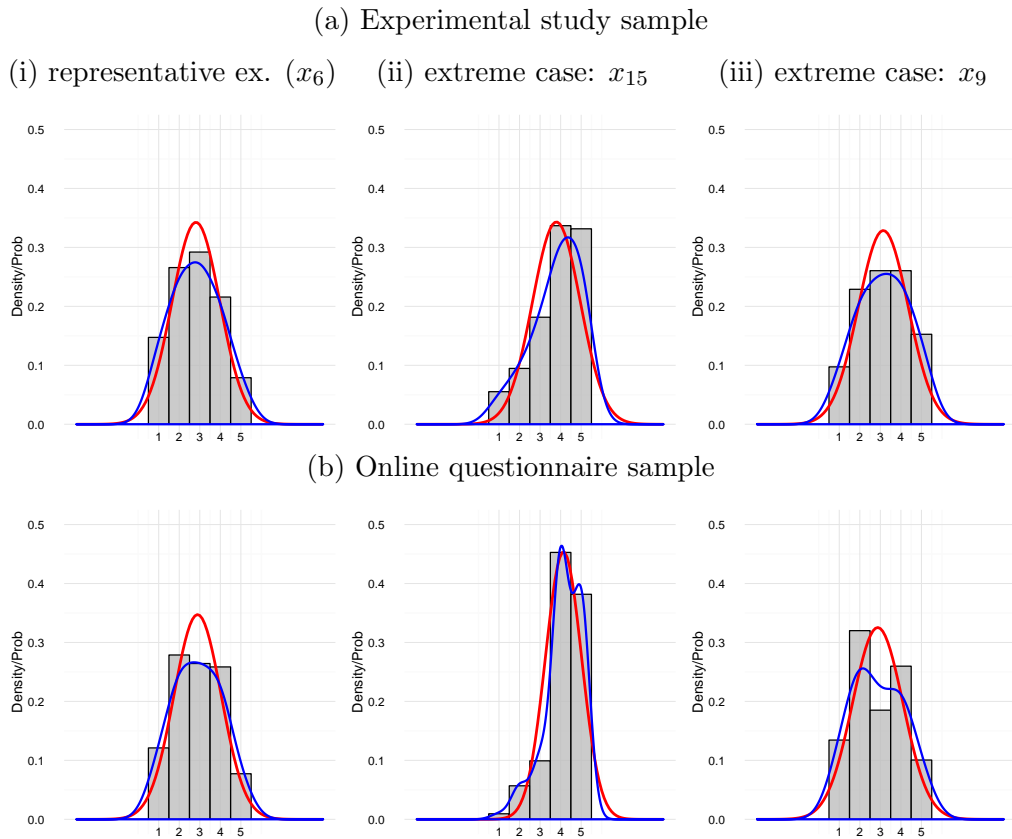 (a) Experimental study sample
(i) representative ex. (x₆) (ii) extreme case: x₁₅ (iii) extreme case: x₉
Density/Prob
0.5
0.4
0.3
0.2
0.1
0.0
1 2 3 4 5
Density/Prob
0.5
0.4
0.3
0.2
0.1
0.0
1 2 3 4 5
Density/Prob
0.5
0.4
0.3
0.2
0.1
0.0
1 2 3 4 5
(b) Online questionnaire sample
Density/Prob
0.5
0.4
0.3
0.2
0.1
0.0
1 2 3 4 5
Density/Prob
0.5
0.4
0.3
0.2
0.1
0.0
1 2 3 4 5
Density/Prob
0.5
0.4
0.3
0.2
0.1
0.0
1 2 3 4 5